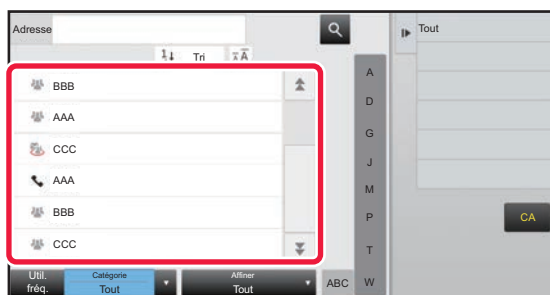 Adresse
Tout
Tri
A
BBB
A
D
AAA
G
CCC
J
AAA
M
BBB
P
CA
CCC
T
Util. fréq.
Catégorie
Tout
Affiner
Tout
ABC
W